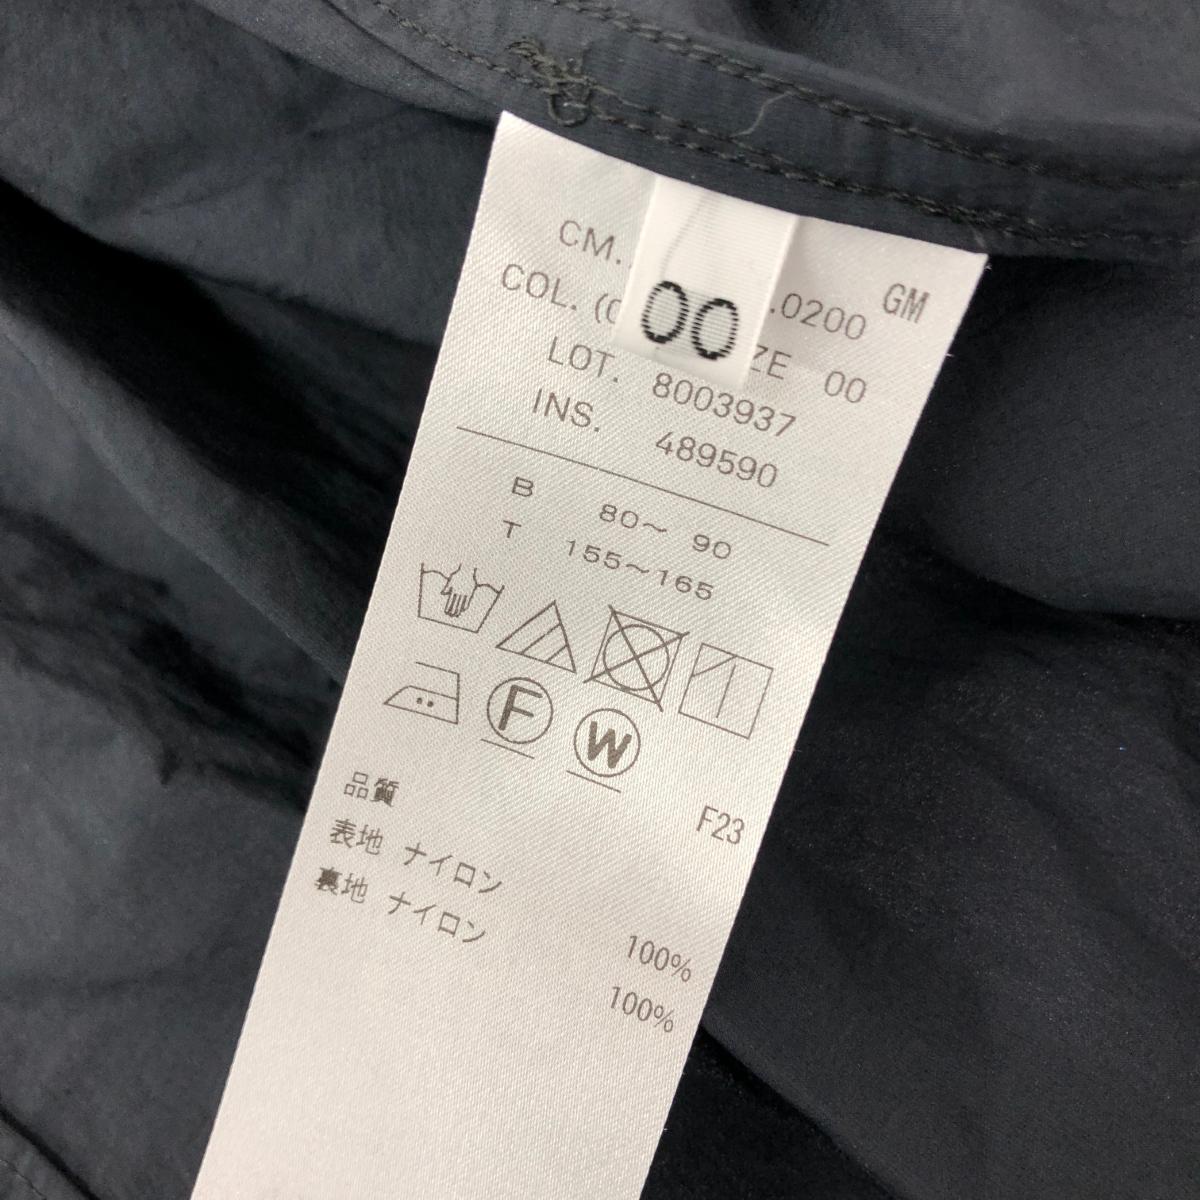 GM
CM. .0200
00
COL. SIZE 00
LOT. 8003937
INS. 489590
B 80～ 90
T 155～165
F W
F23
品質
表地 ナイロン 100%
裏地 ナイロン 100%